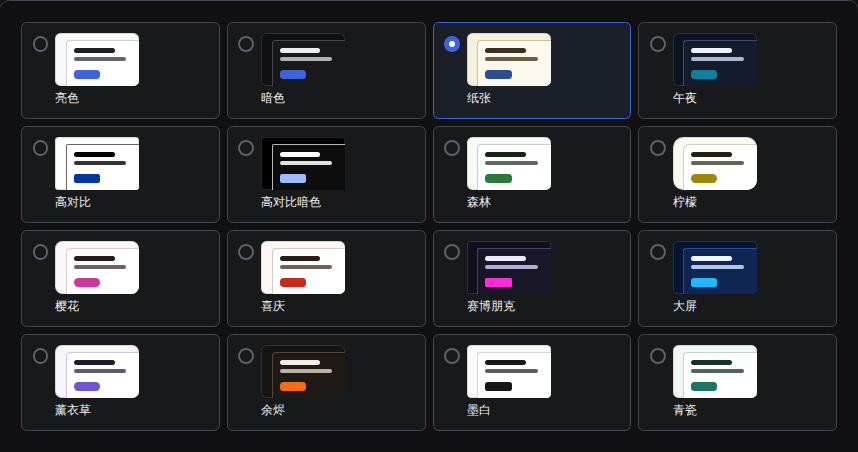 亮色
暗色
纸张
午夜
高对比
高对比暗色
森林
柠檬
樱花
喜庆
赛博朋克
大屏
薰衣草
余烬
墨白
青瓷